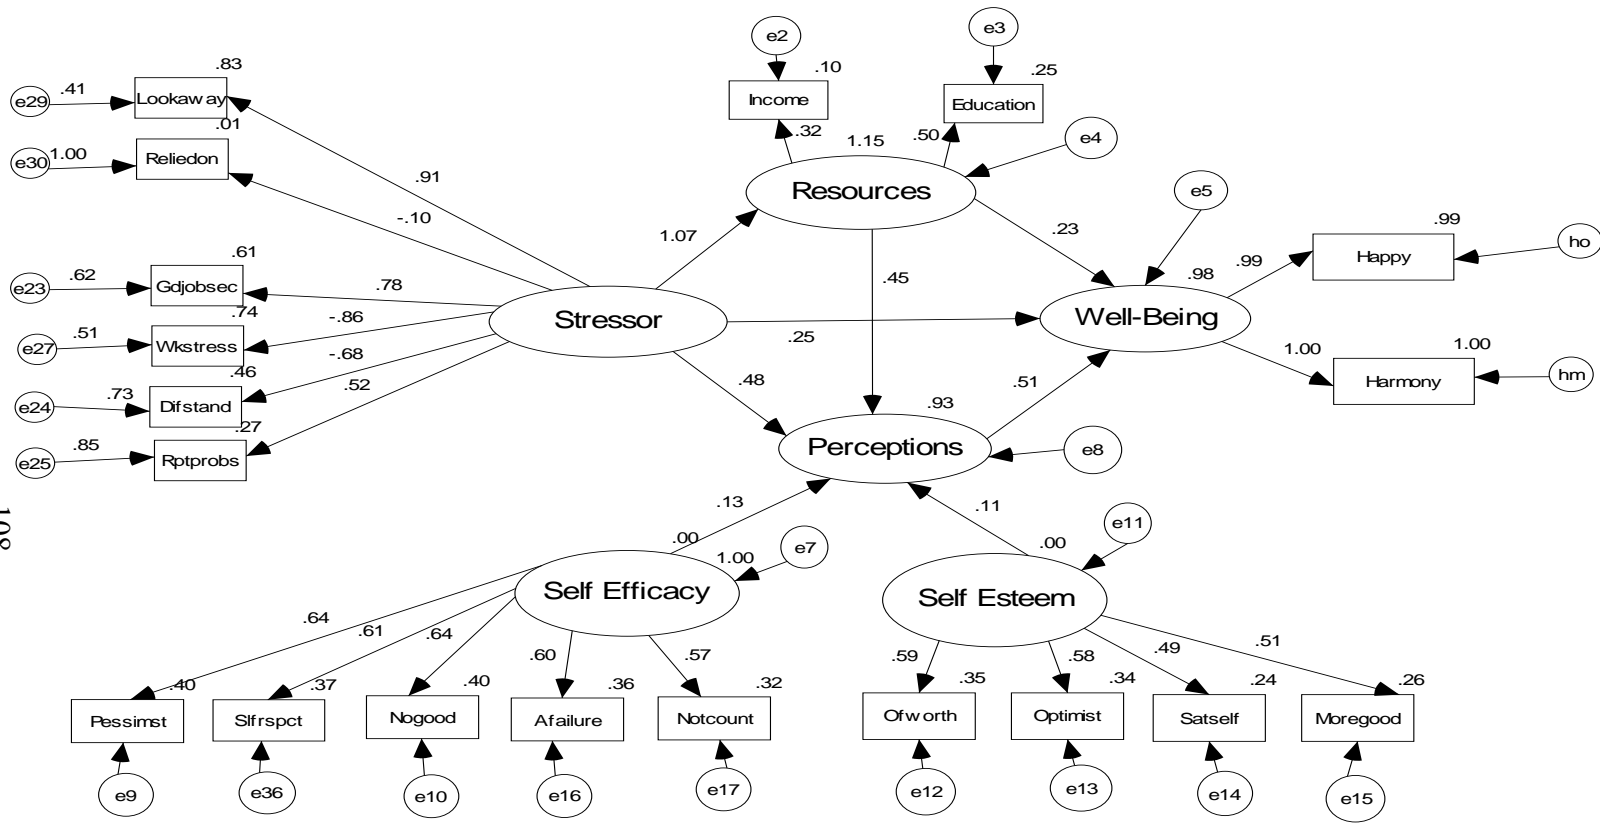 e2
e3
.10
.25
Income
Education
.32
.50
e4
1.15
Resources
e5
.83
e29
.41
Lookaway
.01
e30
1.00
Reliedon
.91
-.10
1.07
.23
.45
.99
ho
Happy
.99
.98
Well-Being
.61
e23
.62
Gdjobsec
.78
.74
e27
.51
Wkstress
-.86
Stressor
.25
1.00
1.00
Harmony
hm
-.68
.46
e24
.73
Difstand
.52
.27
e25
.85
Rptprobs
.48
.51
.93
Perceptions
e8
108
.13
.11
e11
.00
1.00
e7
.00
Self Efficacy
Self Esteem
.64
.61
.64
.60
.57
.59
.58
.49
.51
.40
.37
.40
.36
.32
.35
.34
.24
.26
Pessimst
Slfrspct
Nogood
Afailure
Notcount
Ofworth
Optimist
Satself
Moregood
e9
e36
e10
e16
e17
e12
e13
e14
e15